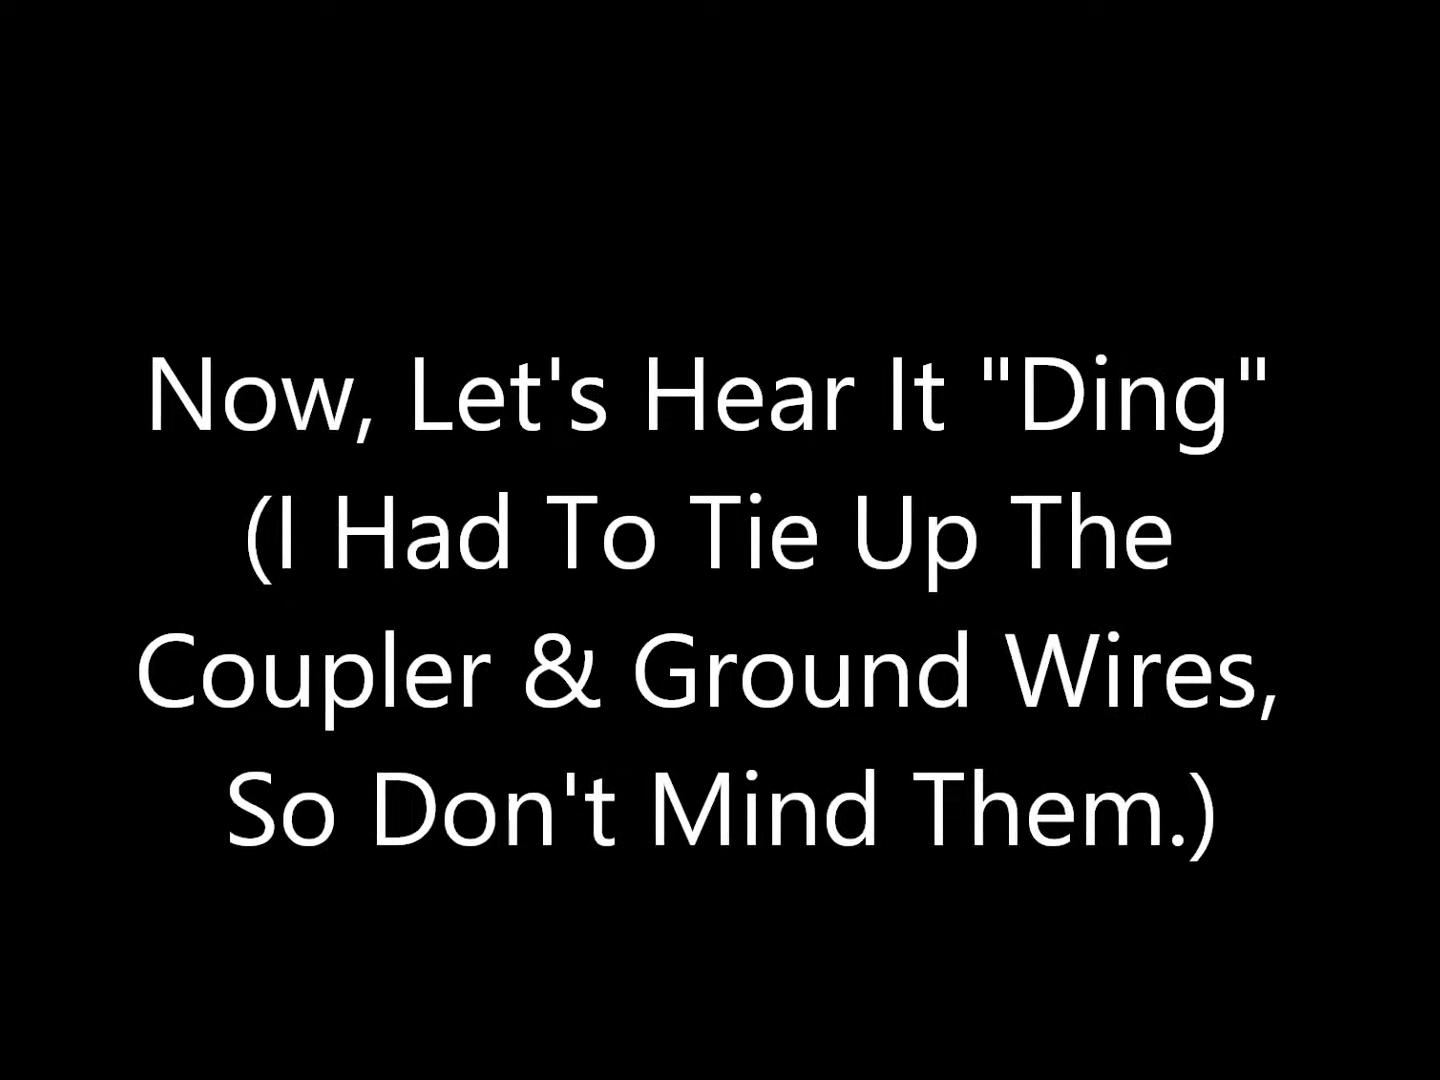 Now, Let's Hear It "Ding"
(I Had To Tie Up The
Coupler & Ground Wires,
So Don't Mind Them.)